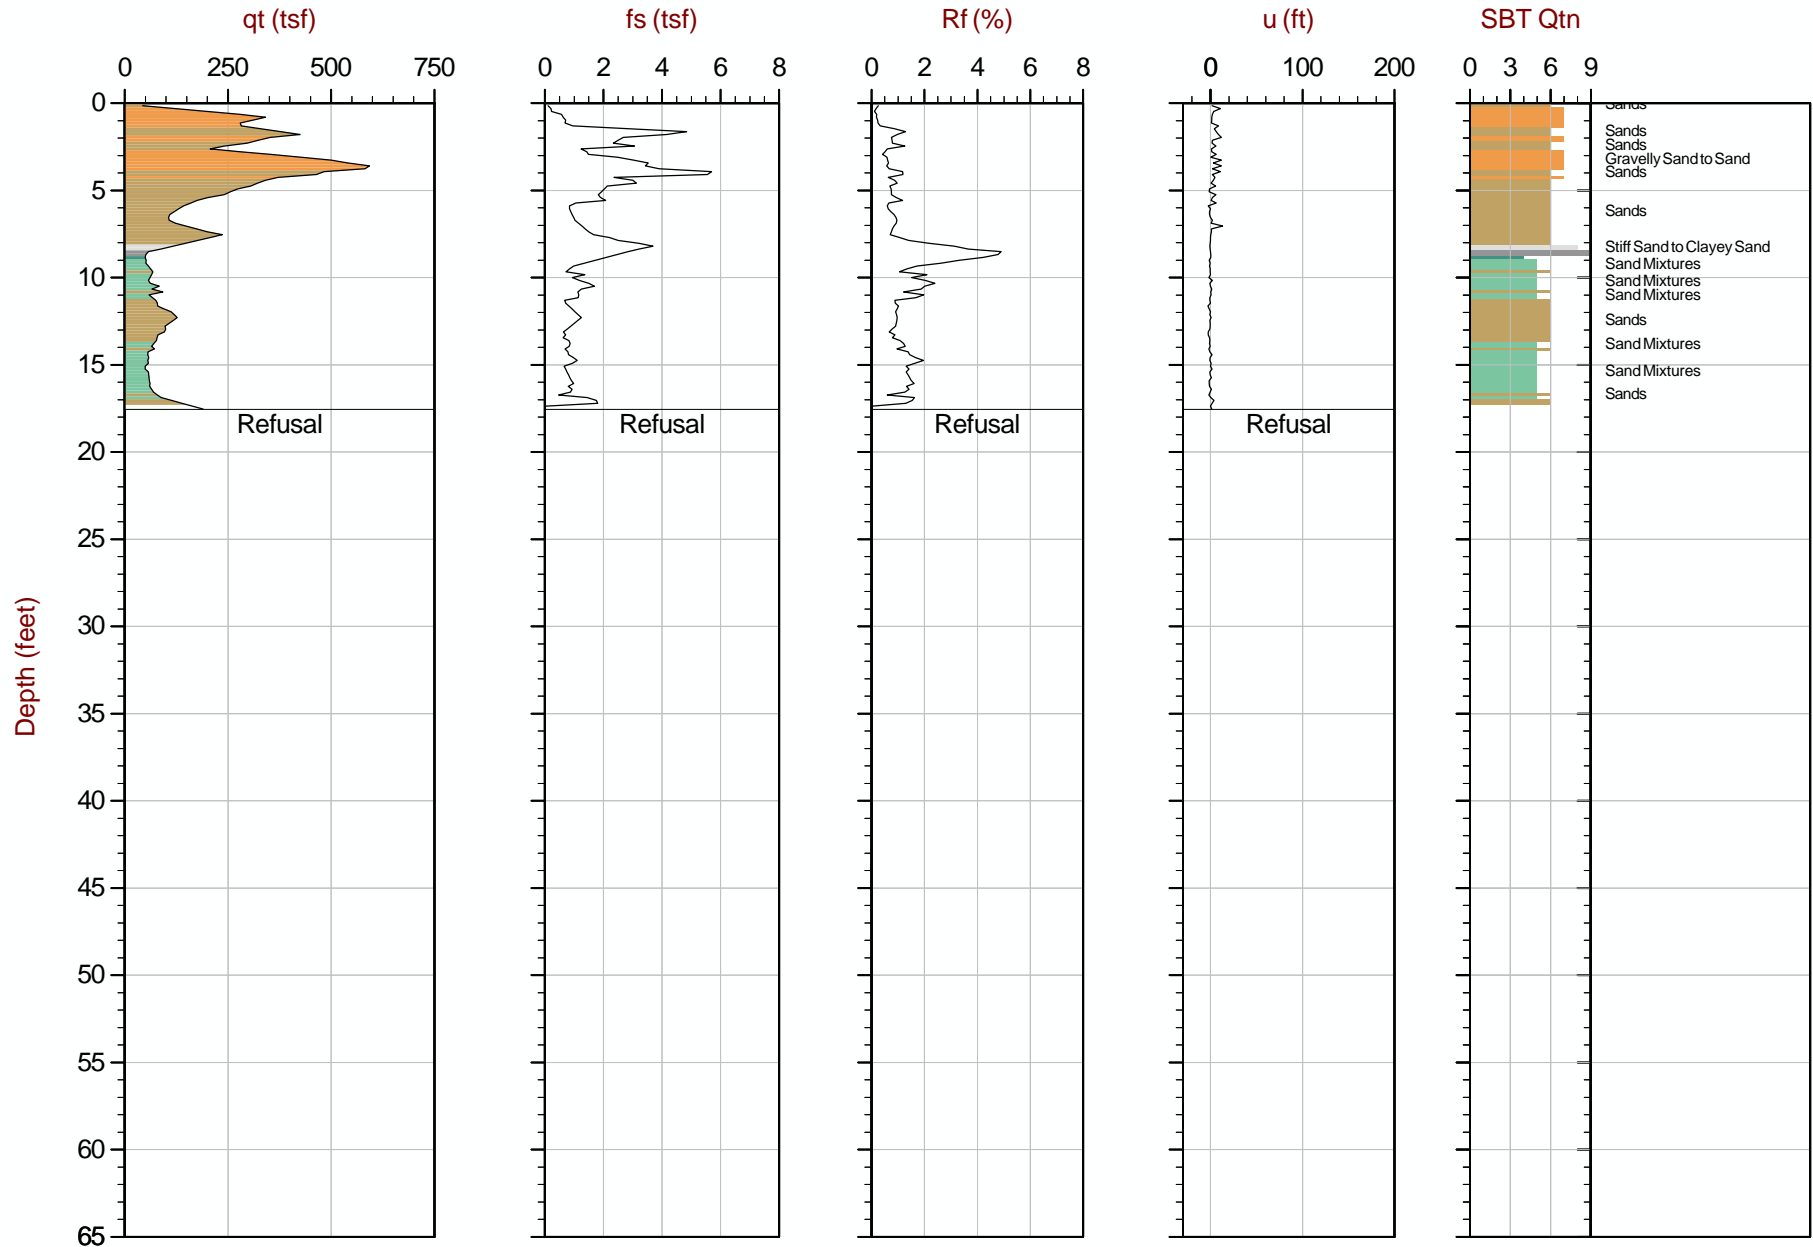 qt (tsf) fs (tsf) Rf (%) u (ft) SBT Qtn
0 250 500 750 0 2 4 6 8 0 2 4 6 8 0 100 200 0 3 6 9
0
5
10
15
20
25
30
35
40
45
50
55
60
65
Depth (feet)
Refusal Refusal Refusal Refusal
Sands
Sands
Sands
Gravelly Sand to Sand
Sands
Sands
Stiff Sand to Clayey Sand
Sand Mixtures
Sand Mixtures
Sand Mixtures
Sands
Sand Mixtures
Sand Mixtures
Sands